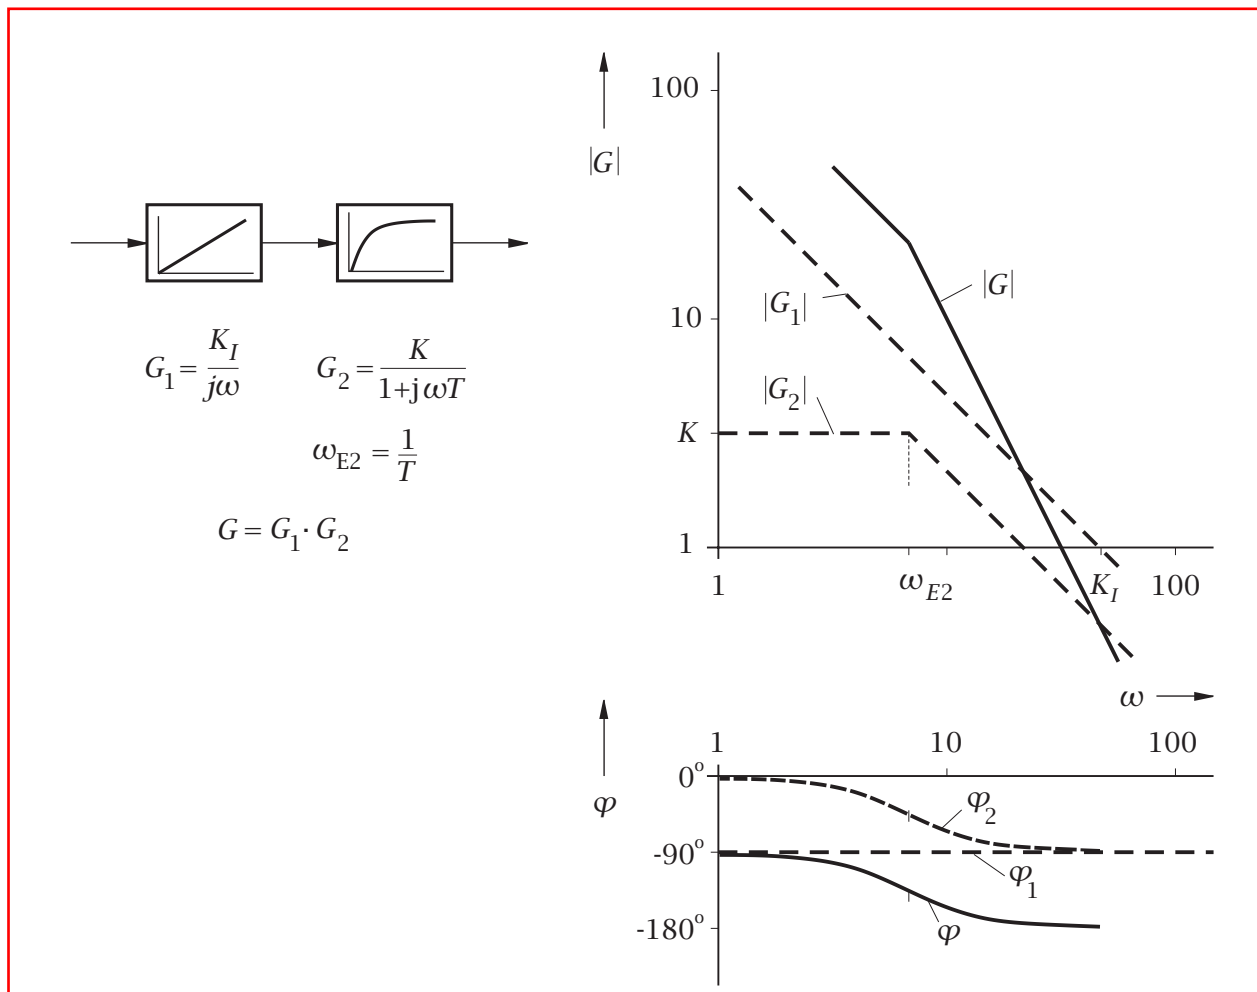 G₁ = K_I / jω
G₂ = K / 1+jωT
ω_E2 = 1 / T
G = G₁ · G₂
|G|
100
10
K
1
|G₁|
|G₂|
|G|
1
ω_E2
K_I
100
ω
φ
1
10
100
0°
-90°
-180°
φ₂
φ₁
φ